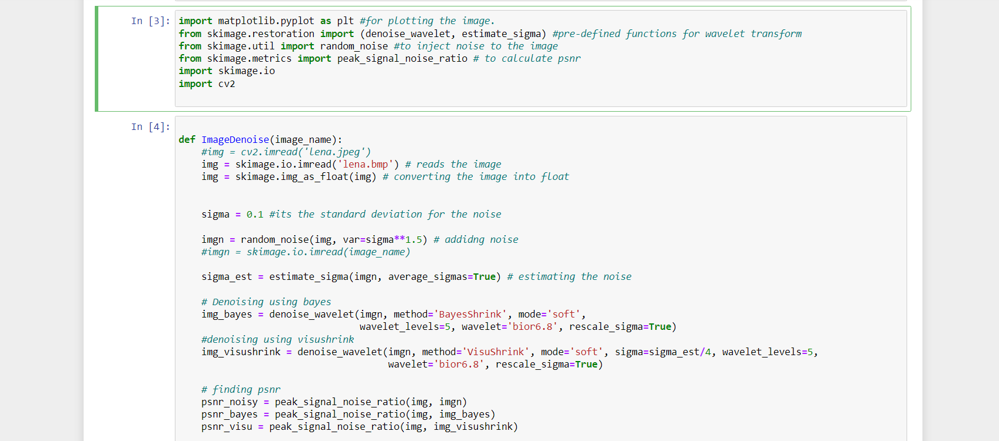 In [3]: import matplotlib.pyplot as plt #for plotting the image.
from skimage.restoration import (denoise_wavelet, estimate_sigma) #pre-defined functions for wavelet transform
from skimage.util import random_noise #to inject noise to the image
from skimage.metrics import peak_signal_noise_ratio # to calculate psnr
import skimage.io
import cv2
In [4]:
def ImageDenoise(image_name):
    #img = cv2.imread('lena.jpeg')
    img = skimage.io.imread('lena.bmp') # reads the image
    img = skimage.img_as_float(img) # converting the image into float
    sigma = 0.1 #its the standard deviation for the noise
    imgn = random_noise(img, var=sigma**1.5) # addidng noise
    #imgn = skimage.io.imread(image_name)
    sigma_est = estimate_sigma(imgn, average_sigmas=True) # estimating the noise
    # Denoising using bayes
    img_bayes = denoise_wavelet(imgn, method='BayesShrink', mode='soft',
                                wavelet_levels=5, wavelet='bior6.8', rescale_sigma=True)
    #denoising using visushrink
    img_visushrink = denoise_wavelet(imgn, method='VisuShrink', mode='soft', sigma=sigma_est/4, wavelet_levels=5,
                                     wavelet='bior6.8', rescale_sigma=True)
    # finding psnr
    psnr_noisy = peak_signal_noise_ratio(img, imgn)
    psnr_bayes = peak_signal_noise_ratio(img, img_bayes)
    psnr_visu = peak_signal_noise_ratio(img, img_visushrink)